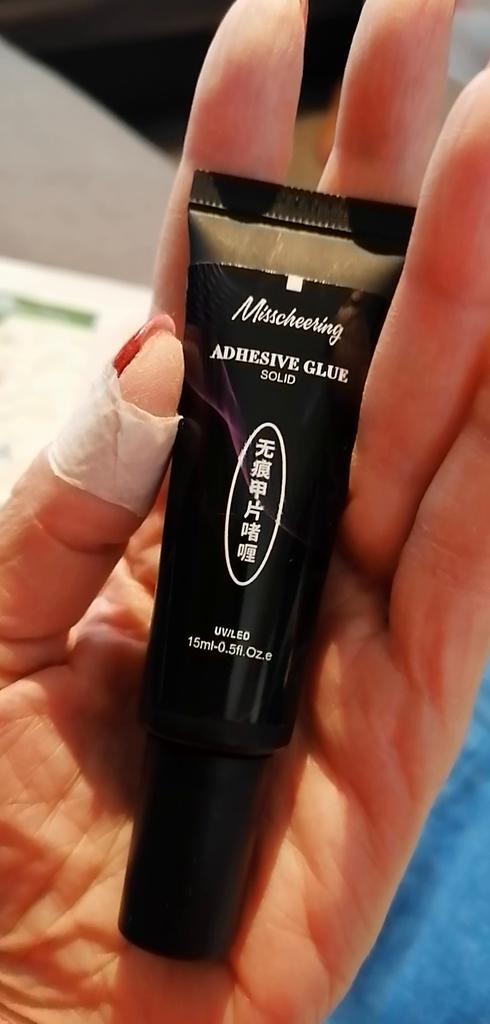 Misscheering
ADHESIVE GLUE
SOLID
无痕甲片啫喱
UV/LED
15ml-0.5fl.Oz.e